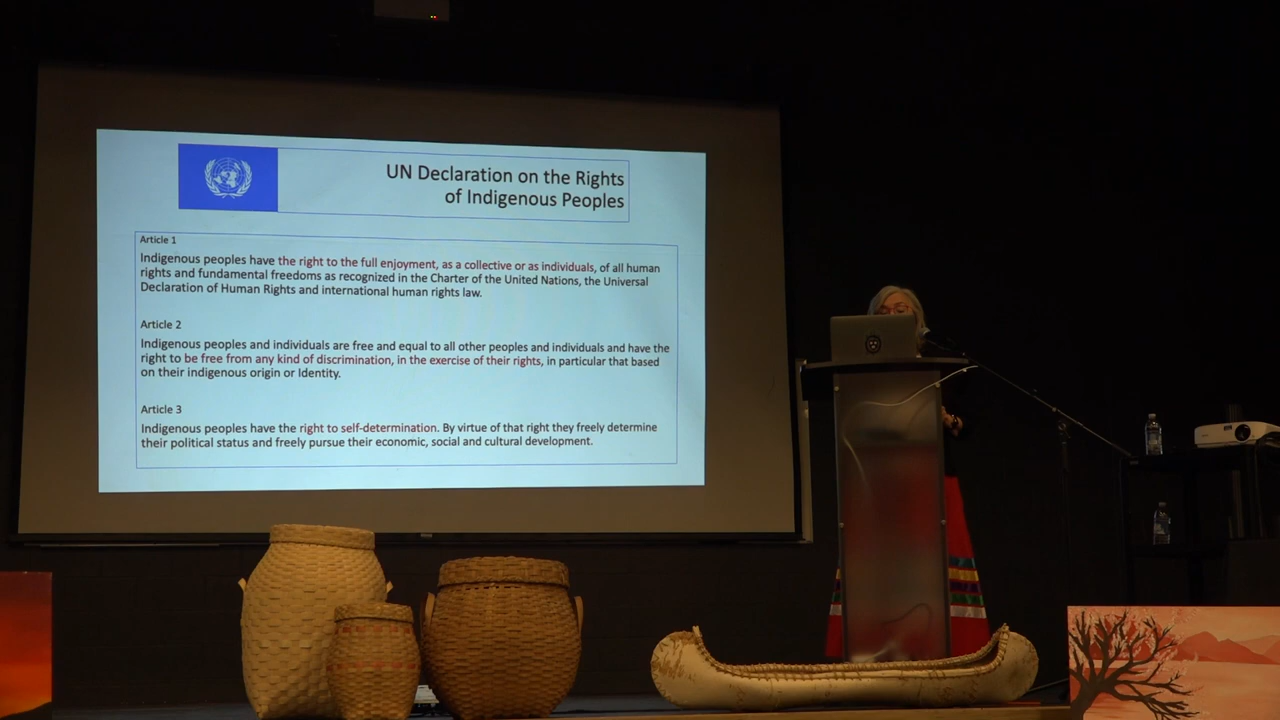 UN Declaration on the Rights
of Indigenous Peoples
Article 1
Indigenous peoples have the right to the full enjoyment, as a collective or as individuals, of all human
rights and fundamental freedoms as recognized in the Charter of the United Nations, the Universal
Declaration of Human Rights and international human rights law.
Article 2
Indigenous peoples and individuals are free and equal to all other peoples and individuals and have the
right to be free from any kind of discrimination, in the exercise of their rights, in particular that based
on their indigenous origin or Identity.
Article 3
Indigenous peoples have the right to self-determination. By virtue of that right they freely determine
their political status and freely pursue their economic, social and cultural development.